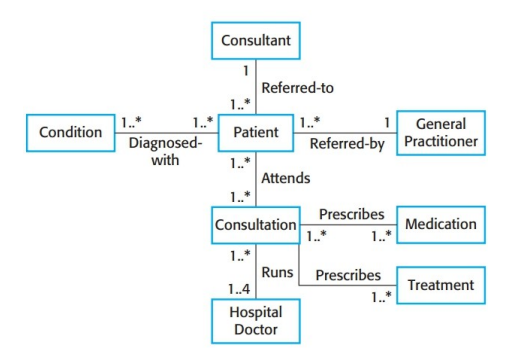 Consultant
1
Referred-to
1..*
1..*
1..*
1..*
1
Condition
Patient
General
Practitioner
Diagnosed-
with
Referred-by
1..*
Attends
1..*
Consultation
Prescribes
Medication
1..*
1..*
1..*
Runs
Prescribes
Treatment
1..4
1..*
Hospital
Doctor